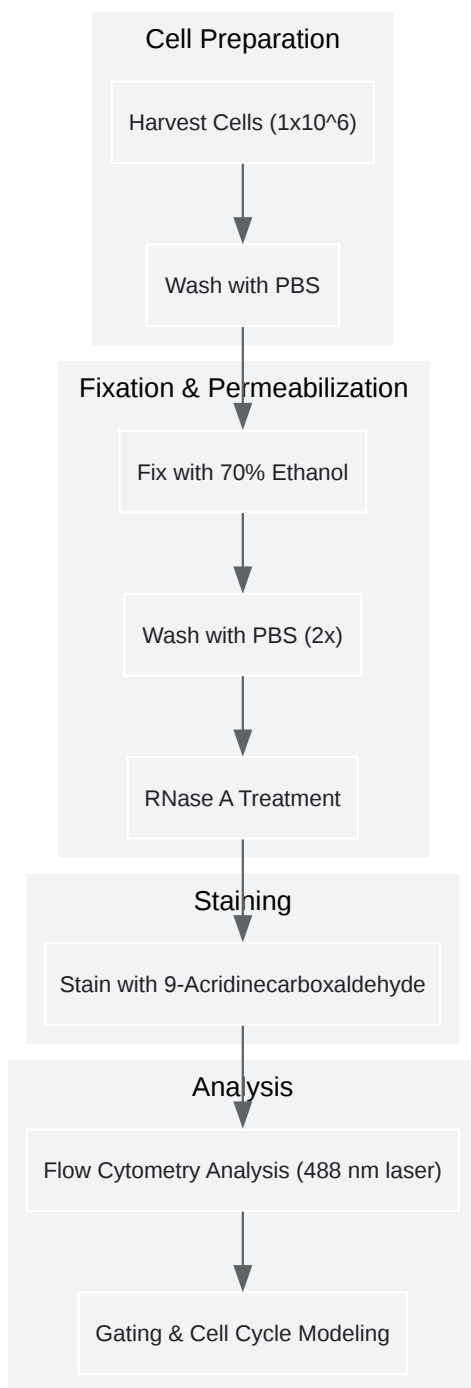 Cell Preparation
Harvest Cells (1x10^6)
Wash with PBS
Fixation & Permeabilization
Fix with 70% Ethanol
Wash with PBS (2x)
RNase A Treatment
Staining
Stain with 9-Acridinecarboxaldehyde
Analysis
Flow Cytometry Analysis (488 nm laser)
Gating & Cell Cycle Modeling